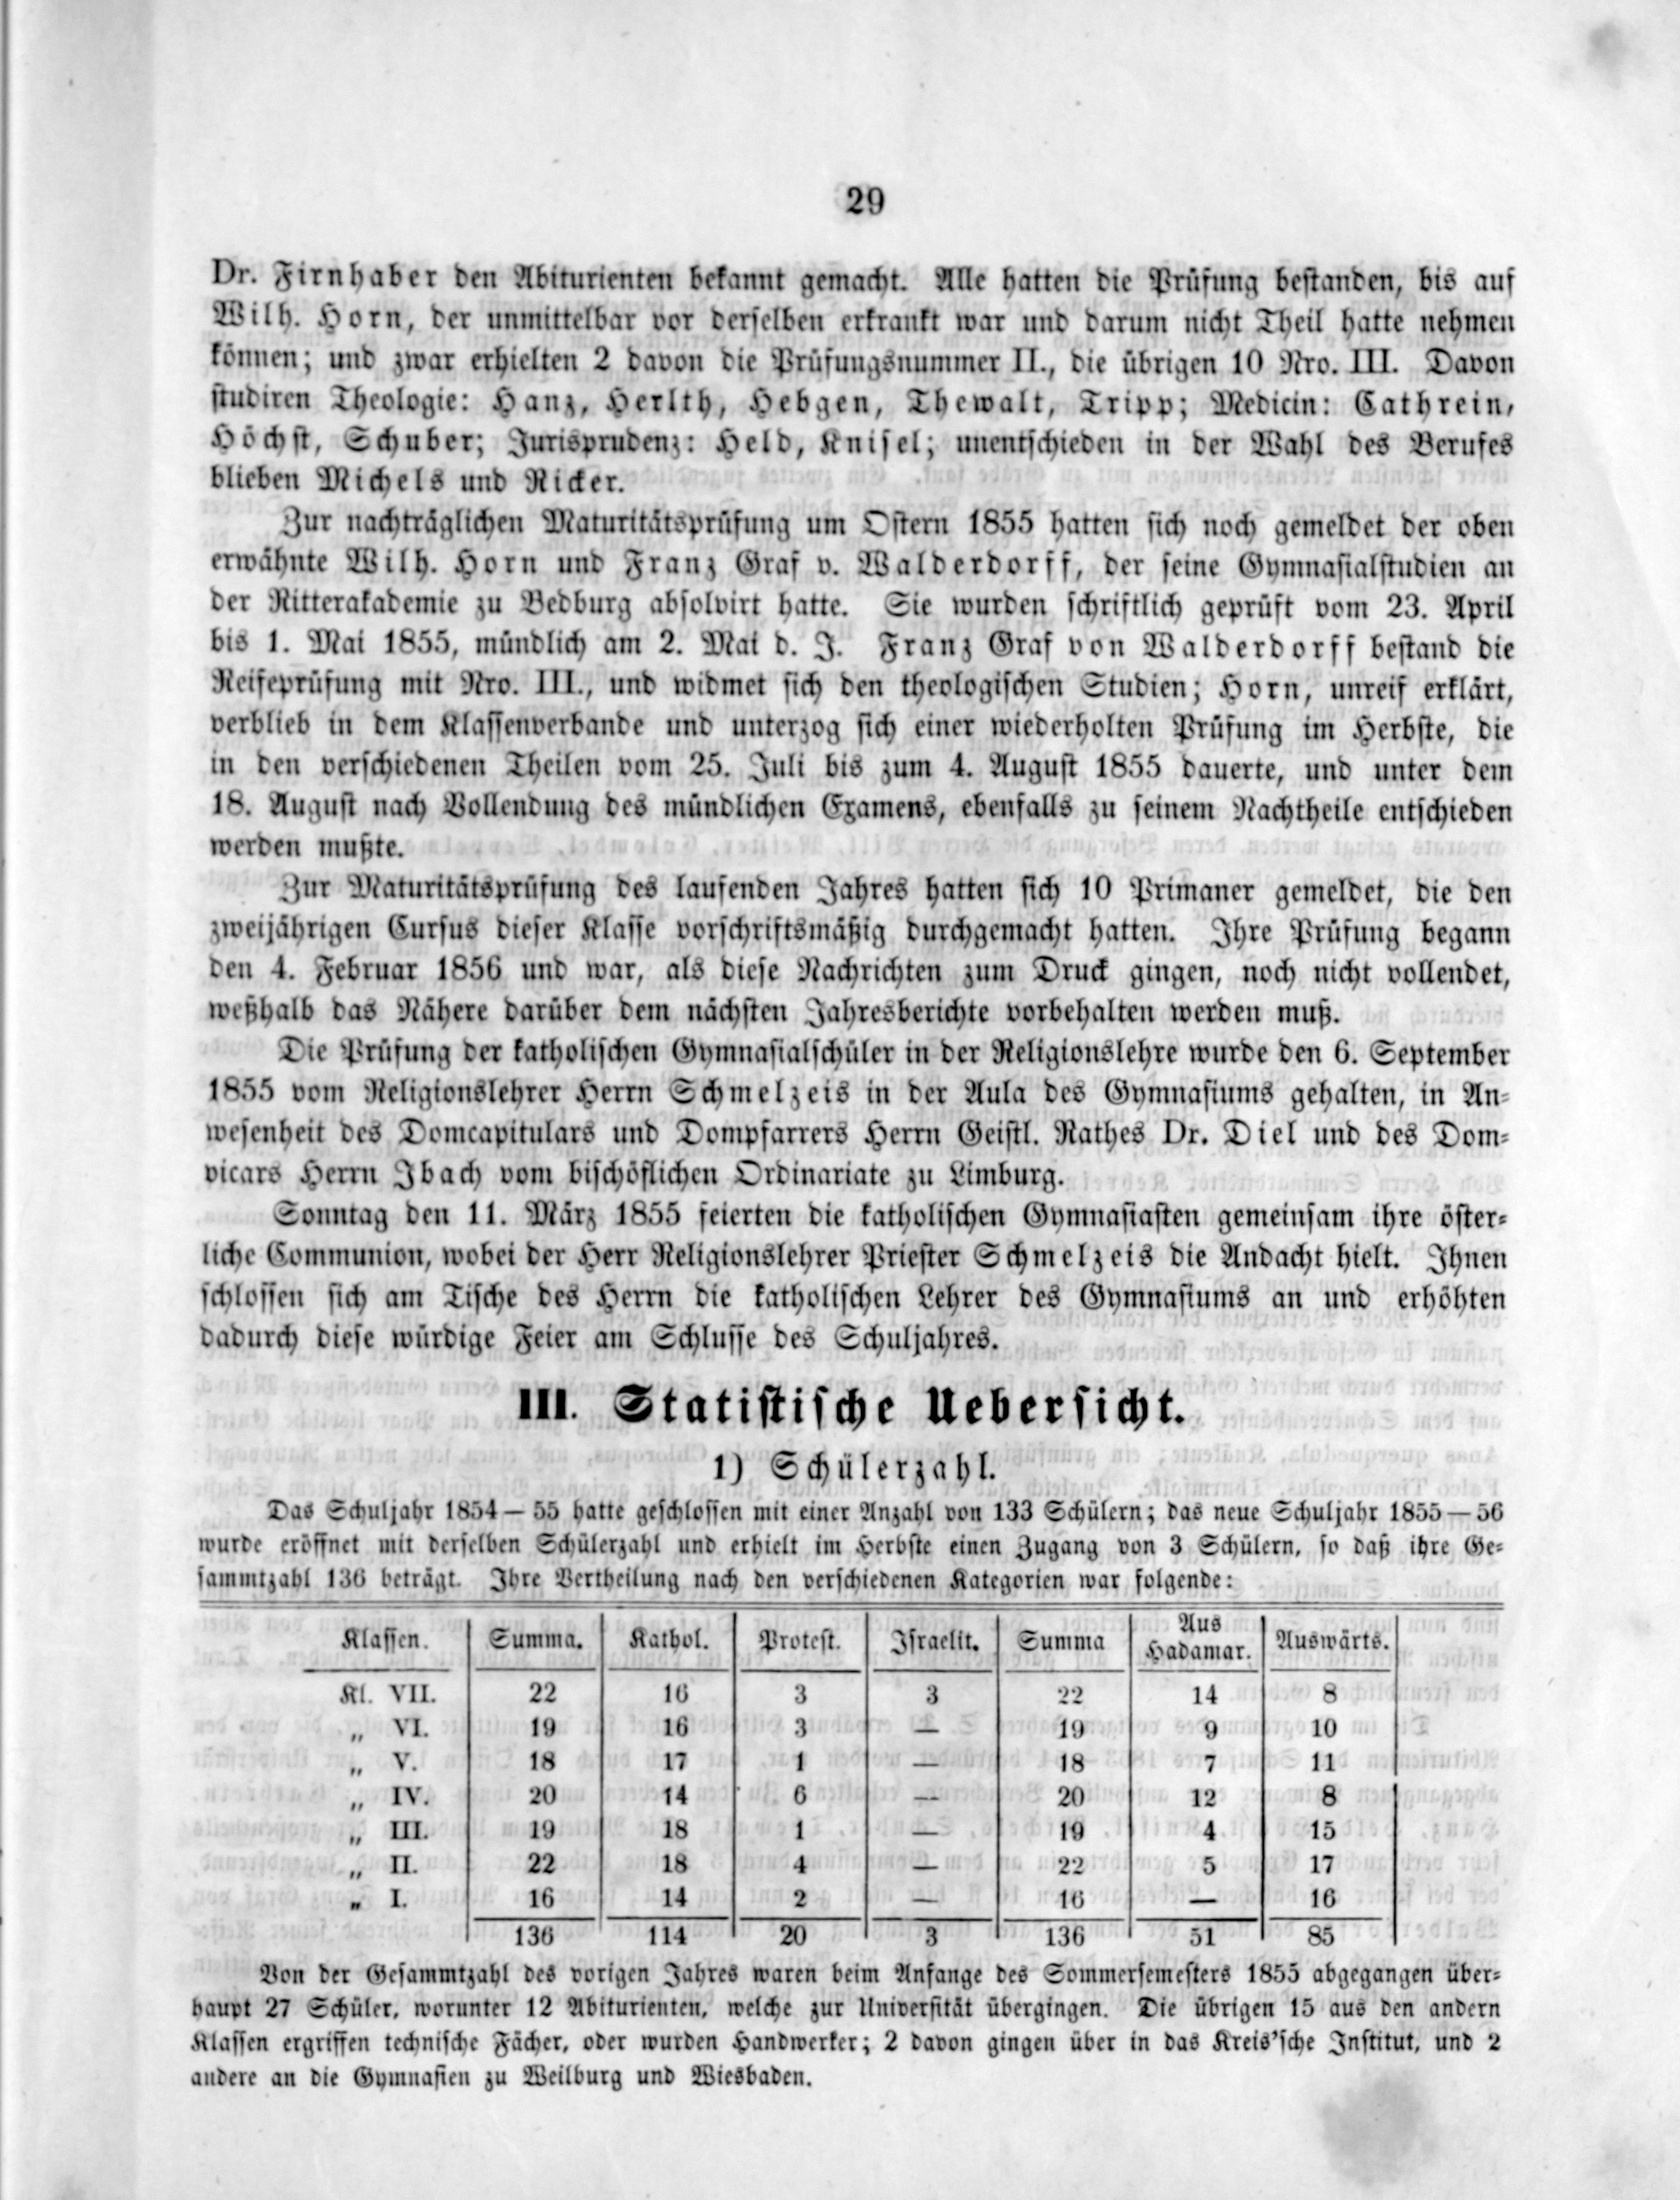 29
Dr. Firnhaber den Abiturienten bekannt gemacht. Alle hatten die Prüfung bestanden, bis auf
Wilh. Horn, der unmittelbar vor derselben erkrankt war und darum nicht Theil hatte nehmen
können; und zwar erhielten 2 davon die Prüfungsnummer II., die übrigen 10 Nro. III. Davon
studiren Theologie: Hanz, Herlth, Hebgen, Thewalt, Tripp; Medicin: Cathrein,
Höchst, Schuber; Jurisprudenz: Held, Knisel; unentschieden in der Wahl des Berufes
blieben Michels und Ricker.
Zur nachträglichen Maturitätsprüfung um Ostern 1855 hatten sich noch gemeldet der oben
erwähnte Wilh. Horn und Franz Graf v. Walderdorff, der seine Gymnasialstudien an
der Ritterakademie zu Bedburg absolvirt hatte. Sie wurden schriftlich geprüft vom 23. April
bis 1. Mai 1855, mündlich am 2. Mai d. J. Franz Graf von Walderdorff bestand die
Reifeprüfung mit Nro. III., und widmet sich den theologischen Studien; Horn, unreif erklärt,
verblieb in dem Klassenverbande und unterzog sich einer wiederholten Prüfung im Herbste, die
in den verschiedenen Theilen vom 25. Juli bis zum 4. August 1855 dauerte, und unter dem
18. August nach Vollendung des mündlichen Examens, ebenfalls zu seinem Nachtheile entschieden
werden mußte.
Zur Maturitätsprüfung des laufenden Jahres hatten sich 10 Primaner gemeldet, die den
zweijährigen Cursus dieser Klasse vorschriftsmäßig durchgemacht hatten. Ihre Prüfung begann
den 4. Februar 1856 und war, als diese Nachrichten zum Druck gingen, noch nicht vollendet,
weßhalb das Nähere darüber dem nächsten Jahresberichte vorbehalten werden muß.
Die Prüfung der katholischen Gymnasialschüler in der Religionslehre wurde den 6. September
1855 vom Religionslehrer Herrn Schmelzeis in der Aula des Gymnasiums gehalten, in An-
wesenheit des Domcapitulars und Dompfarrers Herrn Geistl. Rathes Dr. Diel und des Dom-
vicars Herrn Ibach vom bischöflichen Ordinariate zu Limburg.
Sonntag den 11. März 1855 feierten die katholischen Gymnasiasten gemeinsam ihre öster-
liche Communion, wobei der Herr Religionslehrer Priester Schmelzeis die Andacht hielt. Ihnen
schlossen sich am Tische des Herrn die katholischen Lehrer des Gymnasiums an und erhöhten
dadurch diese würdige Feier am Schlusse des Schuljahres.
III. Statistische Uebersicht.
1) Schülerzahl.
Das Schuljahr 1854—55 hatte geschlossen mit einer Anzahl von 133 Schülern; das neue Schuljahr 1855—56
wurde eröffnet mit derselben Schülerzahl und erhielt im Herbste einen Zugang von 3 Schülern, so daß ihre Ge-
sammtzahl 136 beträgt. Ihre Vertheilung nach den verschiedenen Kategorien war folgende:
Klassen. Summa. Kathol. Protest. Israelit. Summa Aus Hadamar. Auswärts.
Kl. VII. 22 16 3 3 22 14 8
„ VI. 19 16 3 — 19 9 10
„ V. 18 17 1 — 18 7 11
„ IV. 20 14 6 — 20 12 8
„ III. 19 18 1 — 19 4 15
„ II. 22 18 4 — 22 5 17
„ I. 16 14 2 — 16 — 16
136 114 20 3 136 51 85
Von der Gesammtzahl des vorigen Jahres waren beim Anfange des Sommersemesters 1855 abgegangen über-
haupt 27 Schüler, worunter 12 Abiturienten, welche zur Universität übergingen. Die übrigen 15 aus den andern
Klassen ergriffen technische Fächer, oder wurden Handwerker; 2 davon gingen über in das Kreis'sche Institut, und 2
andere an die Gymnasien zu Weilburg und Wiesbaden.